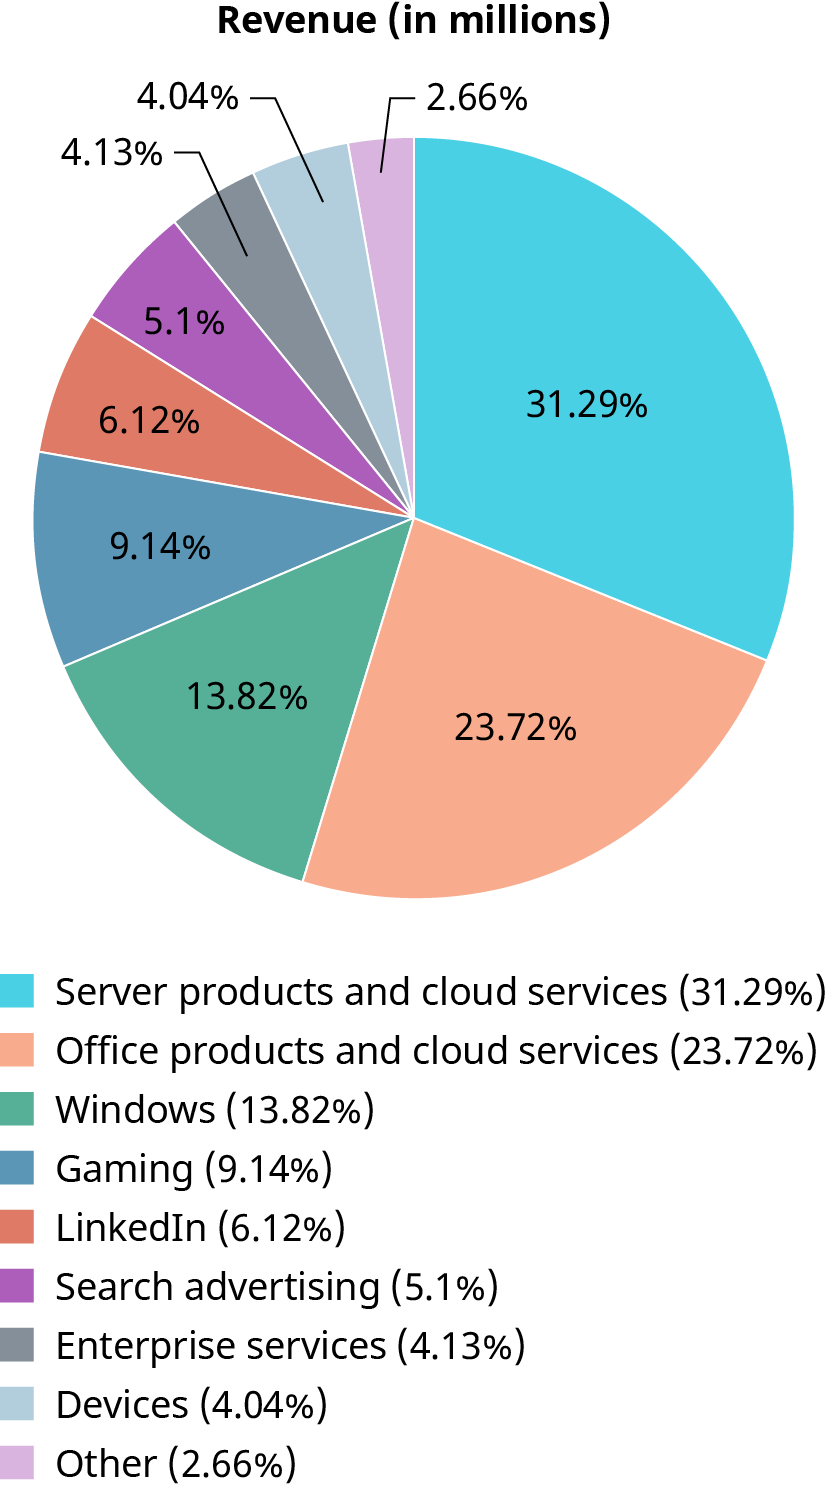 Revenue (in millions)
4.04%
2.66%
4.13%
5.1%
31.29%
6.12%
9.14%
13.82%
23.72%
Server products and cloud services (31.29%)
Office products and cloud services (23.72%)
Windows (13.82%)
Gaming (9.14%)
LinkedIn (6.12%)
Search advertising (5.1%)
Enterprise services (4.13%)
Devices (4.04%)
Other (2.66%)